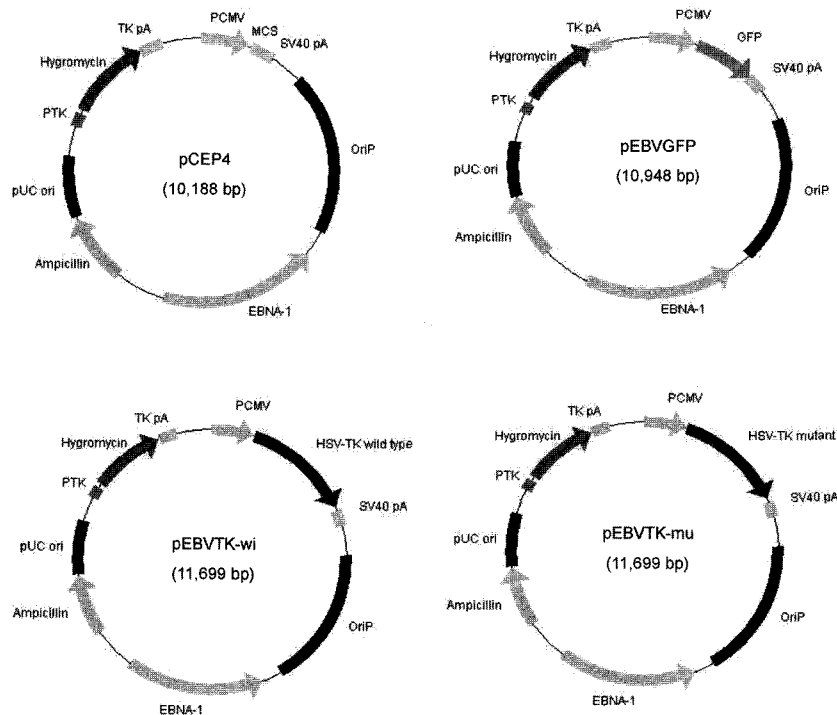 PCMV
TK pA
MCS
SV40 pA
Hygromycin
PTK
pCEP4
(10,188 bp)
OriP
pUC ori
Ampicillin
EBNA-1
PCMV
TK pA
GFP
Hygromycin
SV40 pA
PTK
pEBVGFP
(10,948 bp)
pUC ori
OriP
Ampicillin
EBNA-1
PCMV
TK pA
HSV-TK wild type
Hygromycin
PTK
SV40 pA
pUC ori
pEBVTK-wi
(11,699 bp)
Ampicillin
OriP
EBNA-1
PCMV
TK pA
HSV-TK mutant
Hygromycin
PTK
SV40 pA
pUC ori
pEBVTK-mu
(11,699 bp)
Ampicillin
OriP
EBNA-1